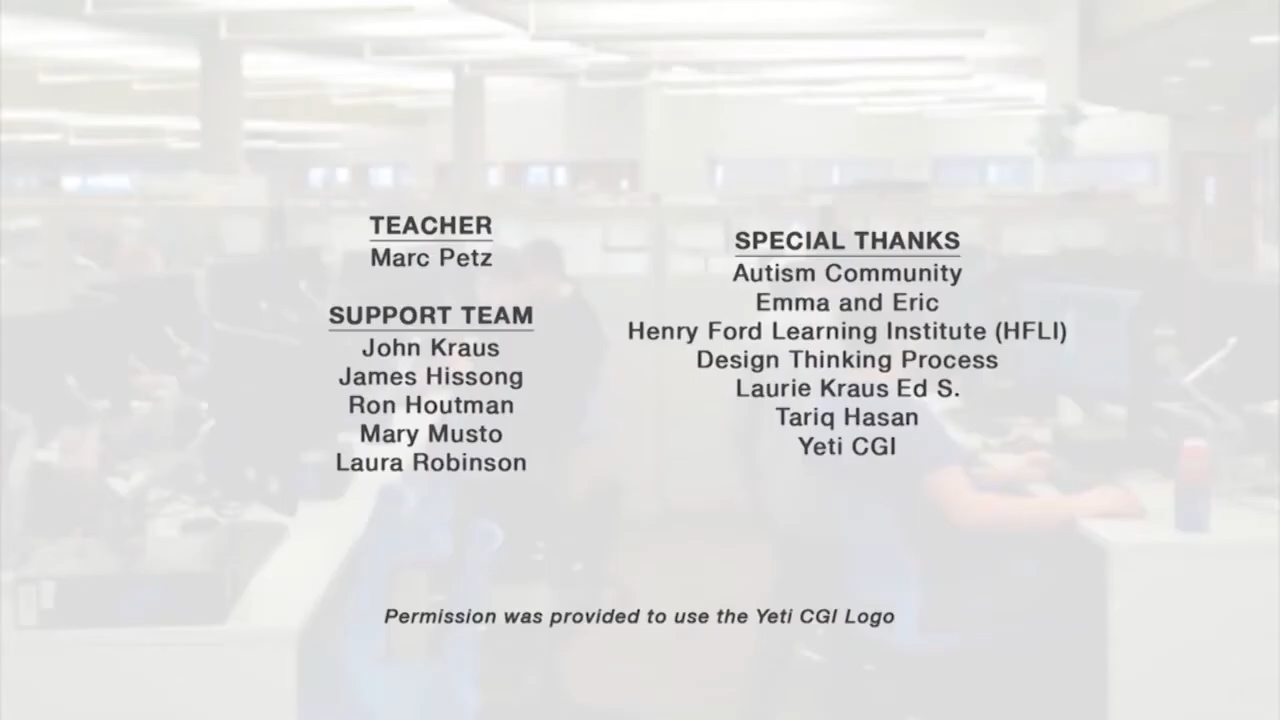 TEACHER
Marc Petz
SUPPORT TEAM
John Kraus
James Hissong
Ron Houtman
Mary Musto
Laura Robinson
SPECIAL THANKS
Autism Community
Emma and Eric
Henry Ford Learning Institute (HFLI)
Design Thinking Process
Laurie Kraus Ed S.
Tariq Hasan
Yeti CGI
Permission was provided to use the Yeti CGI Logo